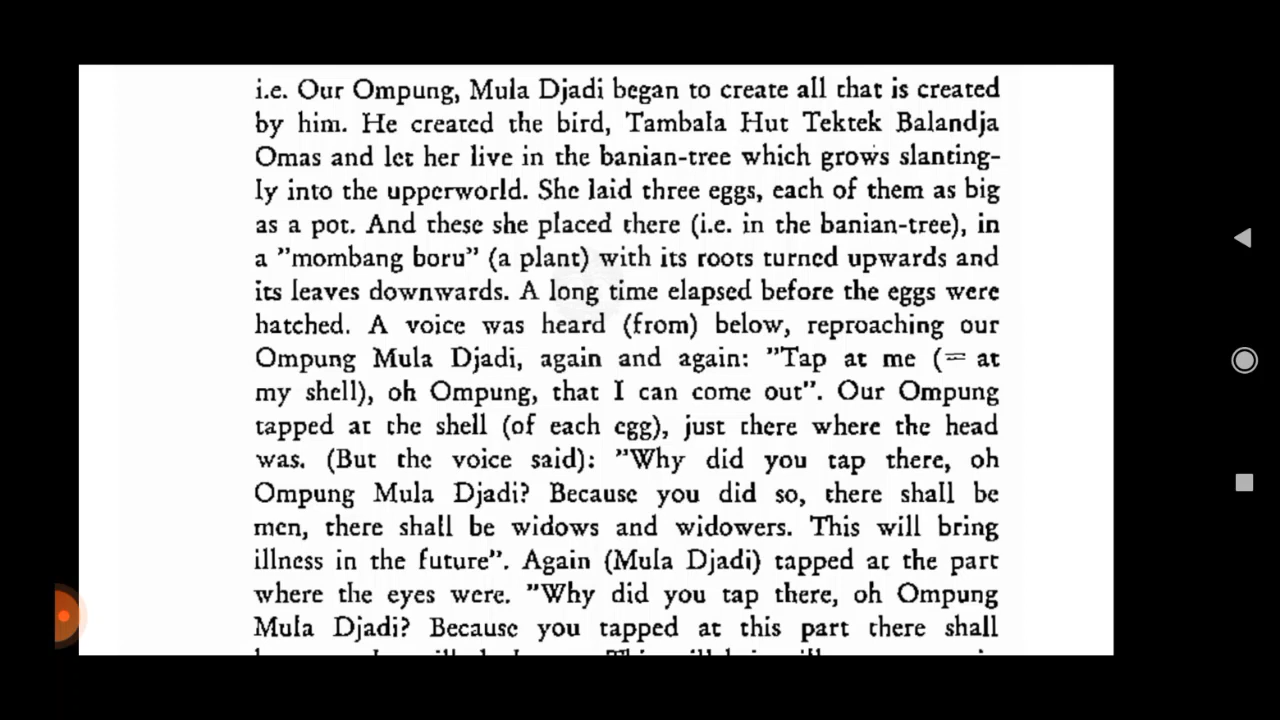 i.e. Our Ompung, Mula Djadi began to create all that is created
by him. He created the bird, Tambala Hut Tektek Balandja
Omas and let her live in the banian-tree which grows slanting-
ly into the upperworld. She laid three eggs, each of them as big
as a pot. And these she placed there (i.e. in the banian-tree), in
a ”mombang boru” (a plant) with its roots turned upwards and
its leaves downwards. A long time elapsed before the eggs were
hatched. A voice was heard (from) below, reproaching our
Ompung Mula Djadi, again and again: ”Tap at me (= at
my shell), oh Ompung, that I can come out”. Our Ompung
tapped at the shell (of each egg), just there where the head
was. (But the voice said): ”Why did you tap there, oh
Ompung Mula Djadi? Because you did so, there shall be
men, there shall be widows and widowers. This will bring
illness in the future”. Again (Mula Djadi) tapped at the part
where the eyes were. ”Why did you tap there, oh Ompung
Mula Djadi? Because you tapped at this part there shall